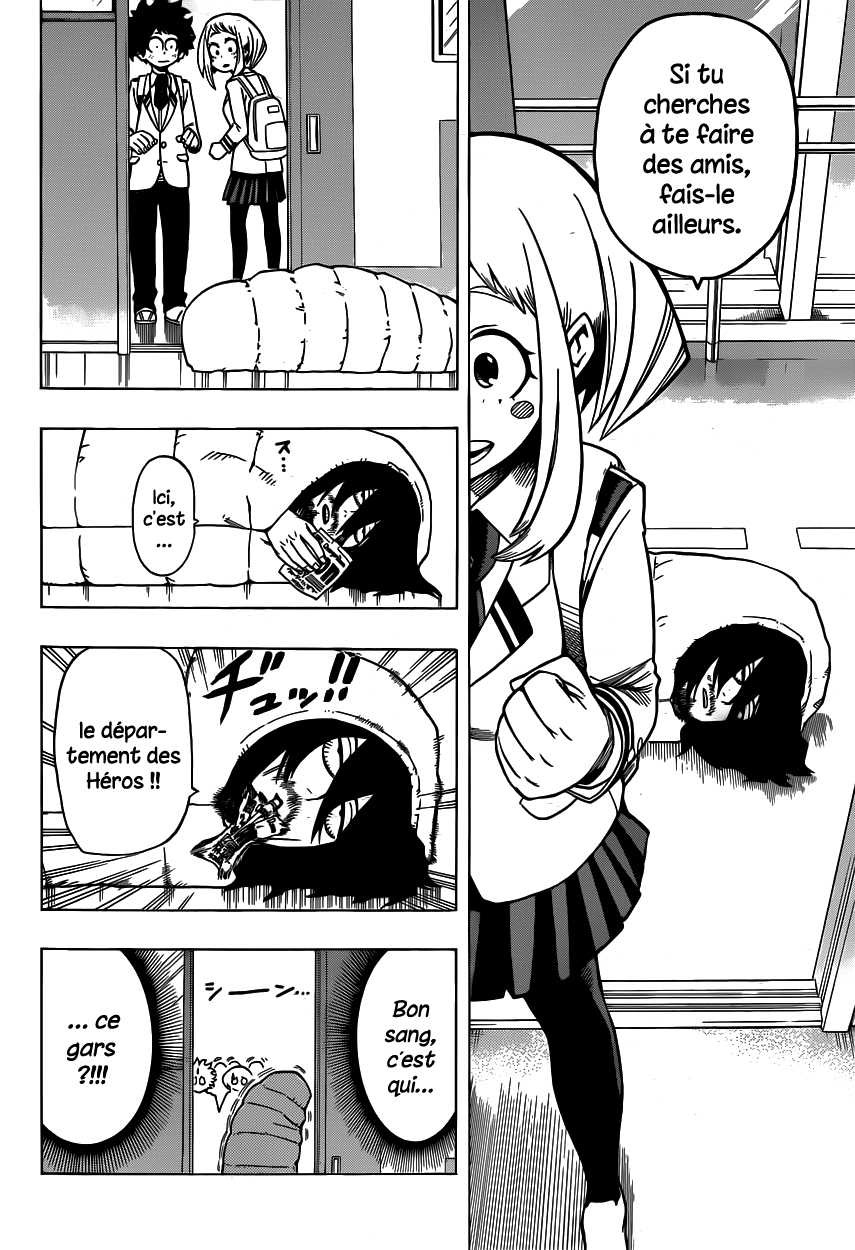 Si tu
cherches
à te faire
des amis,
fais-le
ailleurs.
ス...
Ici,
c'est
...
ヂュッ!!
le dépar-
tement des
Héros !!
シーン...
Bon
sang,
c'est
qui...
... ce
gars
?!!!